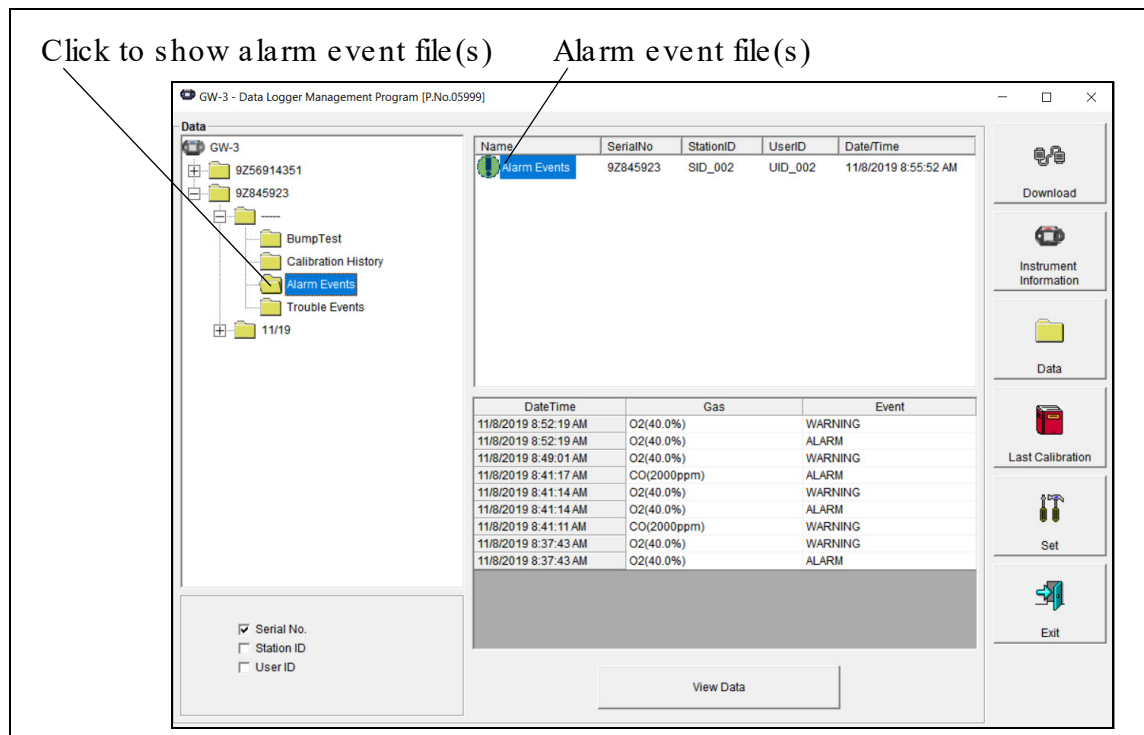 Click to show alarm event file(s) Alarm event file(s)
GW-3 - Data Logger Management Program [P.No.05999]
Data
GW-3
9Z56914351
9Z845923
-----
BumpTest
Calibration History
Alarm Events
Trouble Events
11/19
Serial No.
Station ID
User ID
Name SerialNo StationID UserID Date/Time
Alarm Events 9Z845923 SID_002 UID_002 11/8/2019 8:55:52 AM
DateTime Gas Event
11/8/2019 8:52:19 AM O2(40.0%) WARNING
11/8/2019 8:52:19 AM O2(40.0%) ALARM
11/8/2019 8:49:01 AM O2(40.0%) WARNING
11/8/2019 8:41:17 AM CO(2000ppm) ALARM
11/8/2019 8:41:14 AM O2(40.0%) WARNING
11/8/2019 8:41:14 AM O2(40.0%) ALARM
11/8/2019 8:41:11 AM CO(2000ppm) WARNING
11/8/2019 8:37:43 AM O2(40.0%) WARNING
11/8/2019 8:37:43 AM O2(40.0%) ALARM
View Data
Download
Instrument
Information
Data
Last Calibration
Set
Exit